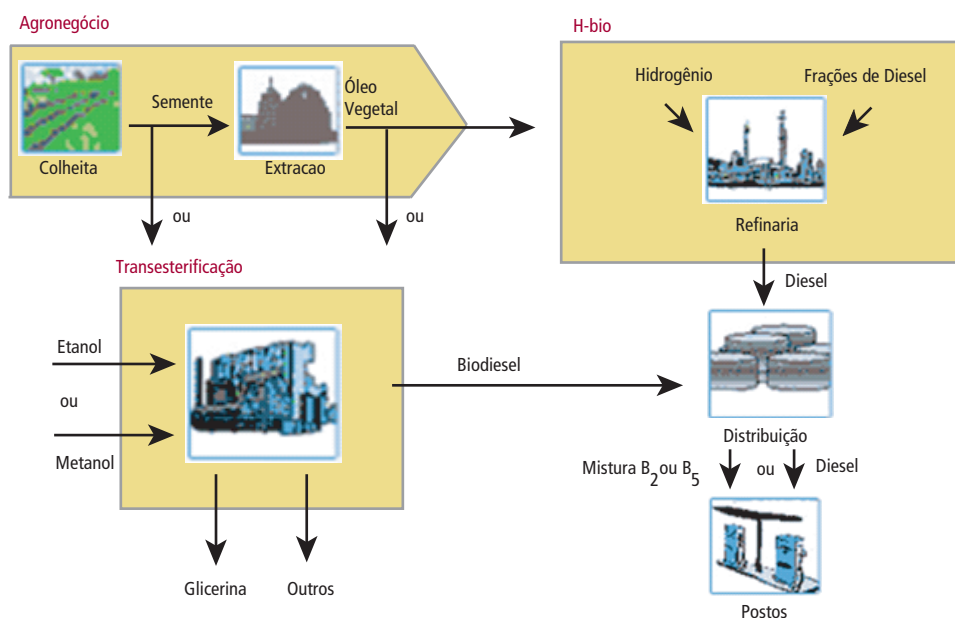 Agronegócio
H-bio
Semente
Óleo
Vegetal
Colheita
Extracao
ou
ou
Hidrogênio
Frações de Diesel
Refinaria
Diesel
Transesterificação
Etanol
ou
Metanol
Biodiesel
Glicerina
Outros
Distribuição
Mistura B2 ou B5
ou
Diesel
Postos